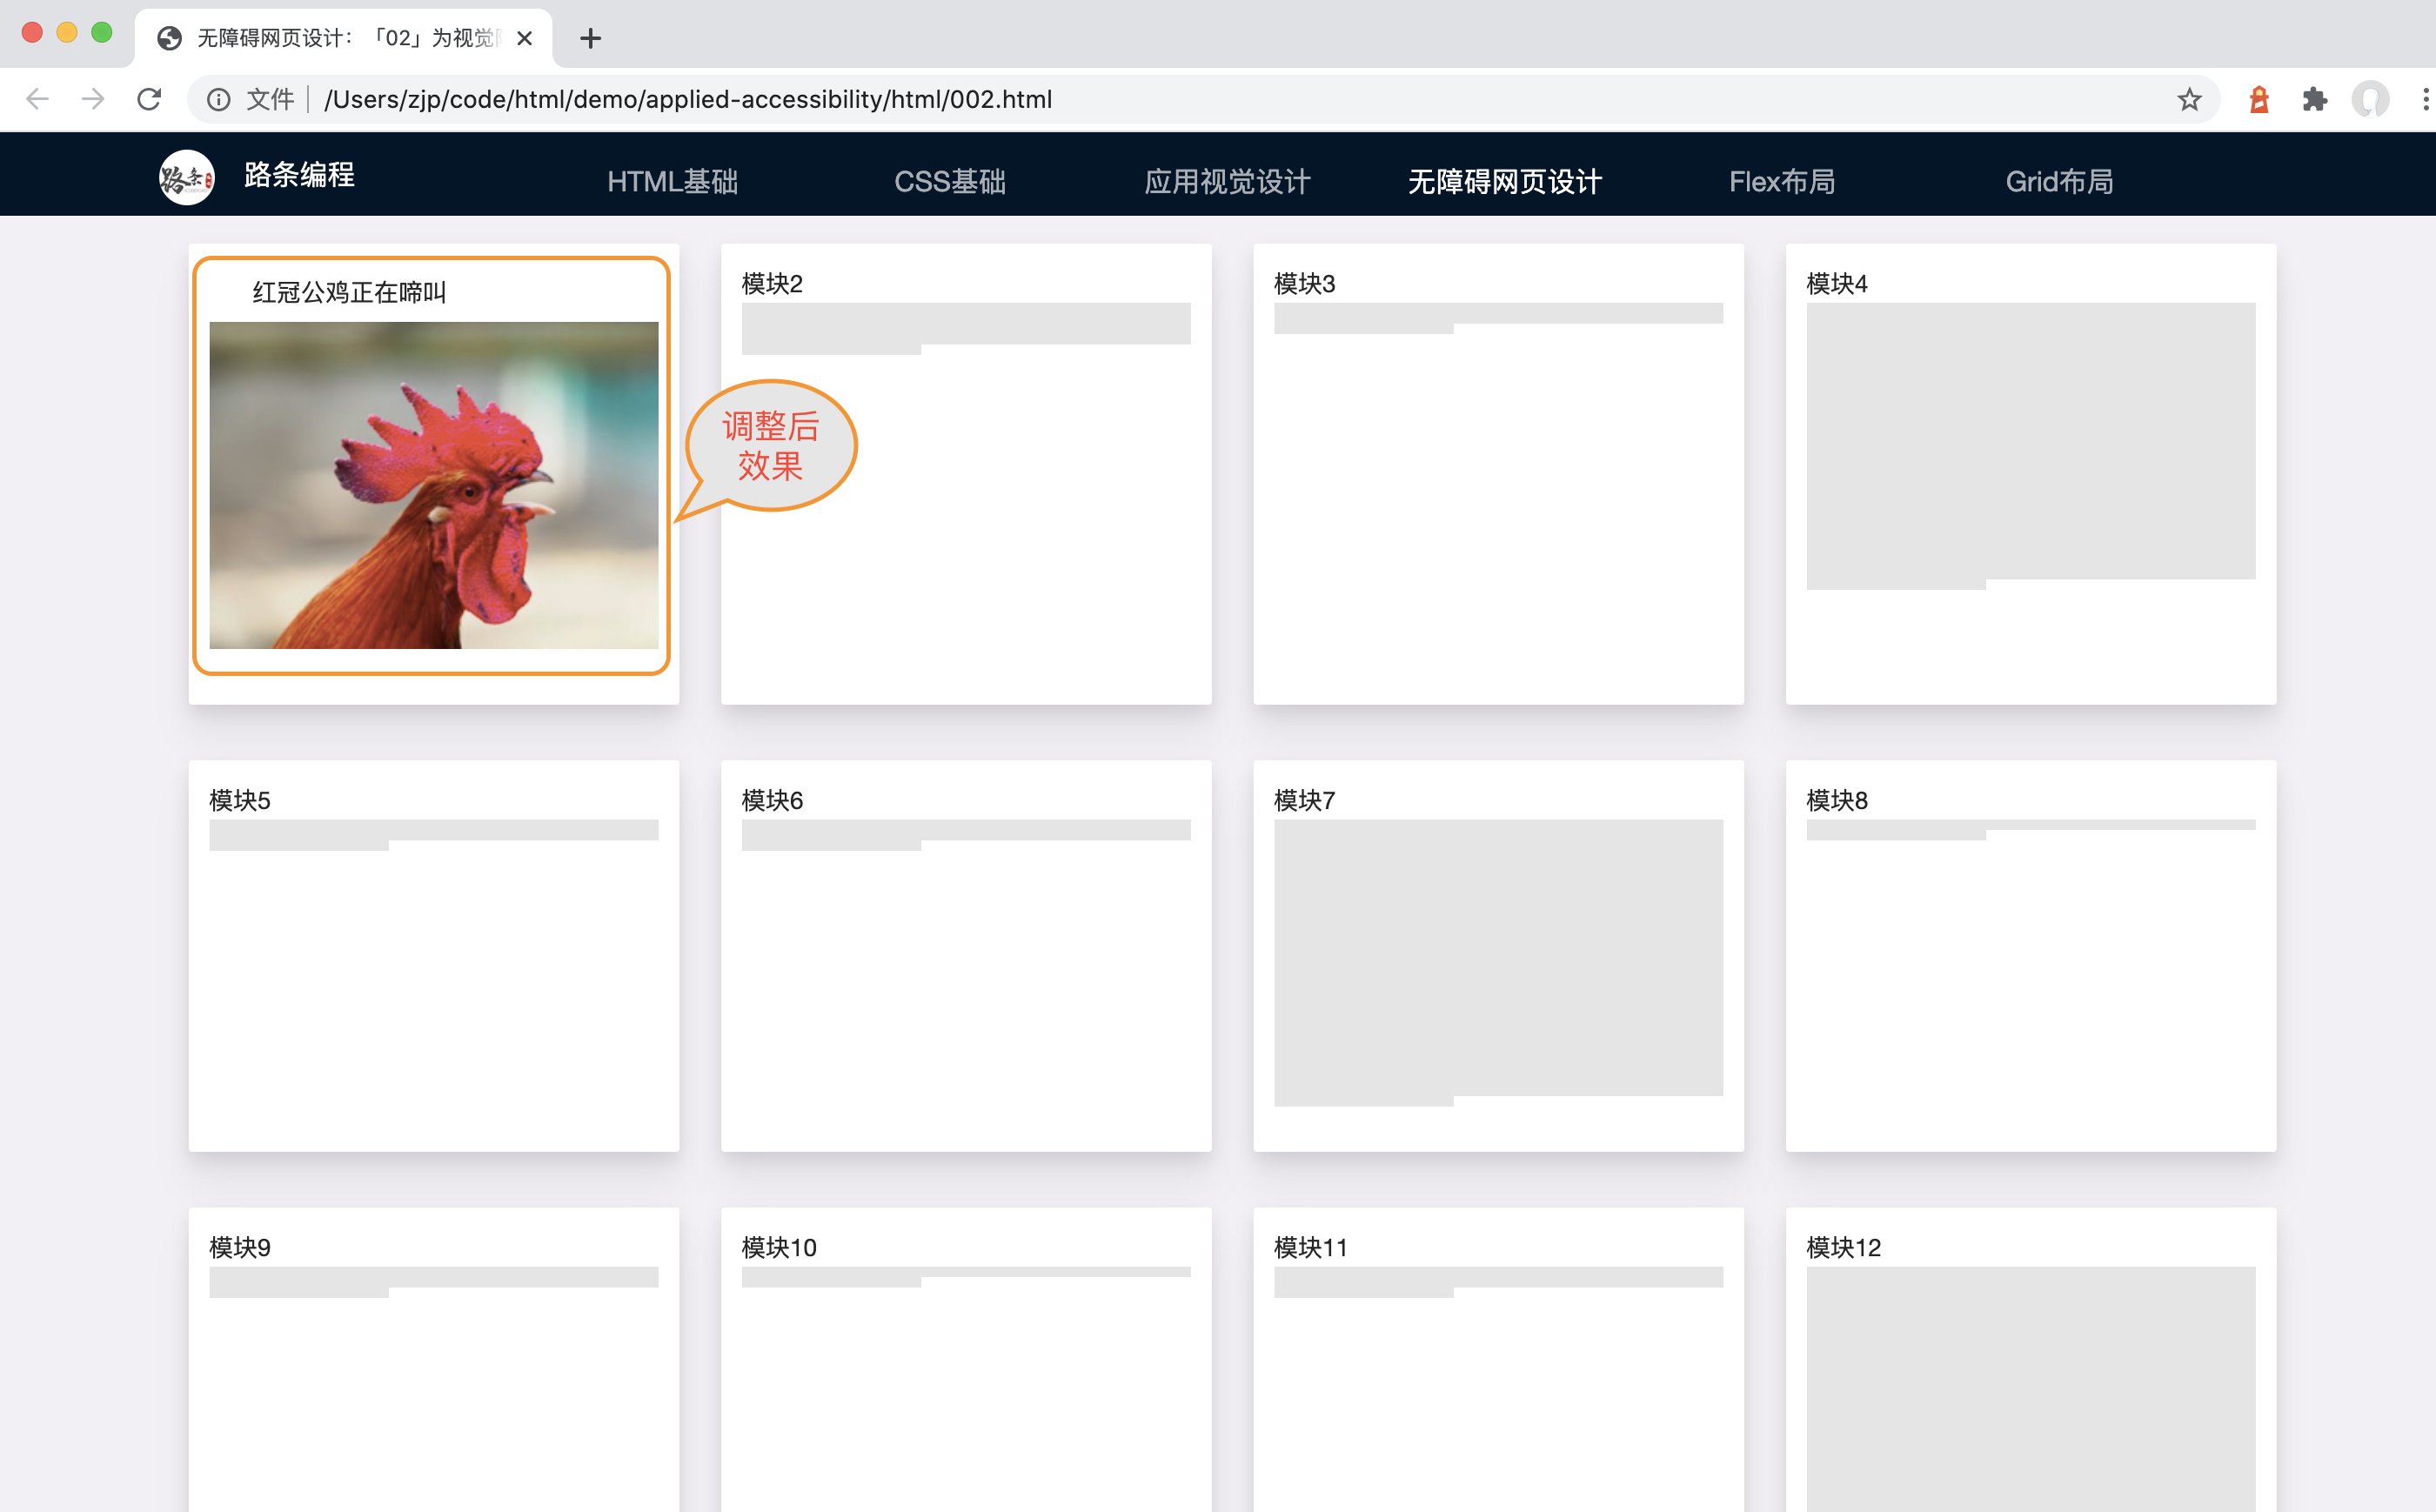 无障碍网页设计：「02」为视觉
文件
/Users/zjp/code/html/demo/applied-accessibility/html/002.html
路条
路条编程
HTML基础
CSS基础
应用视觉设计
无障碍网页设计
Flex布局
Grid布局
红冠公鸡正在啼叫
模块2
模块3
模块4
调整后
效果
模块5
模块6
模块7
模块8
模块9
模块10
模块11
模块12